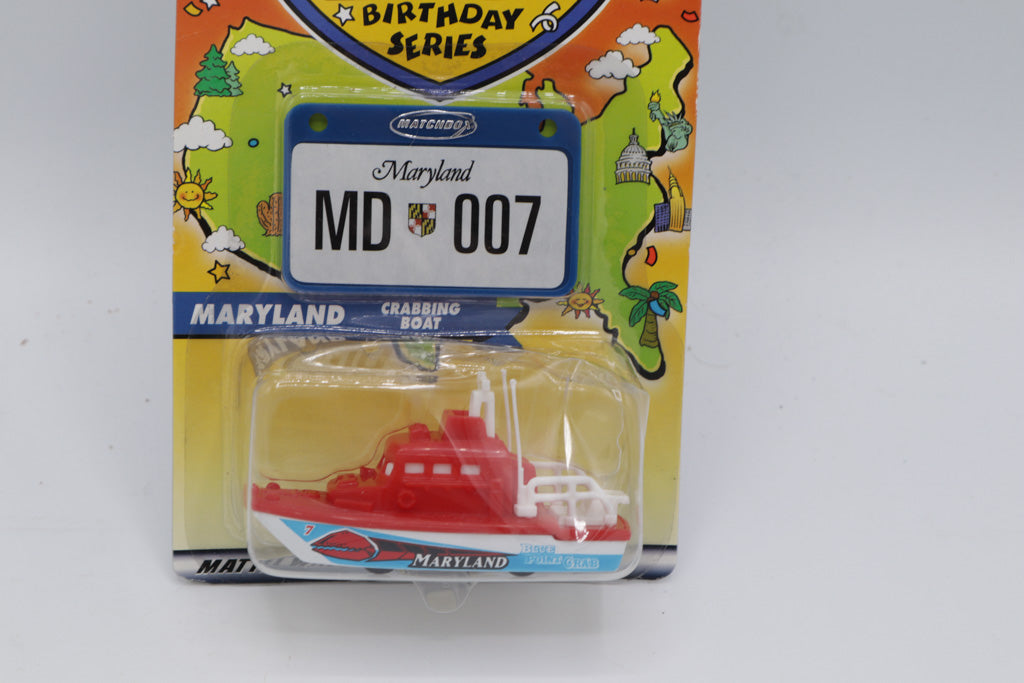 BIRTHDAY
SERIES
MATCHBOX
Maryland
MD 007
MARYLAND
CRABBING
BOAT
7
MARYLAND
BLUE
POINT CRAB